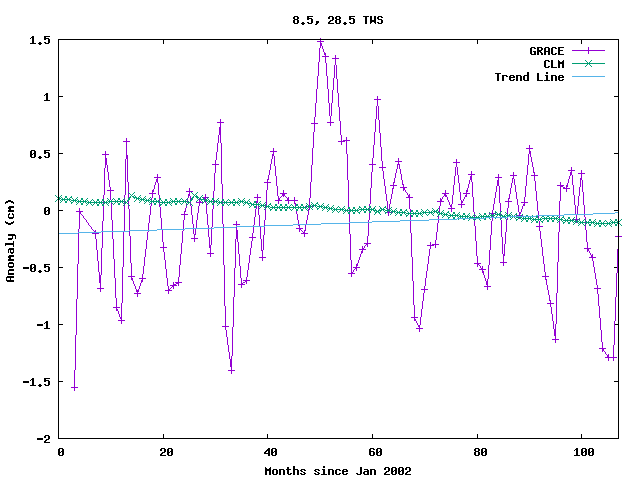 8.5, 28.5 TWS
GRACE
CLM
Trend Line
1.5
1
0.5
0
-0.5
-1
-1.5
-2
Anomaly (cm)
0 20 40 60 80 100
Months since Jan 2002